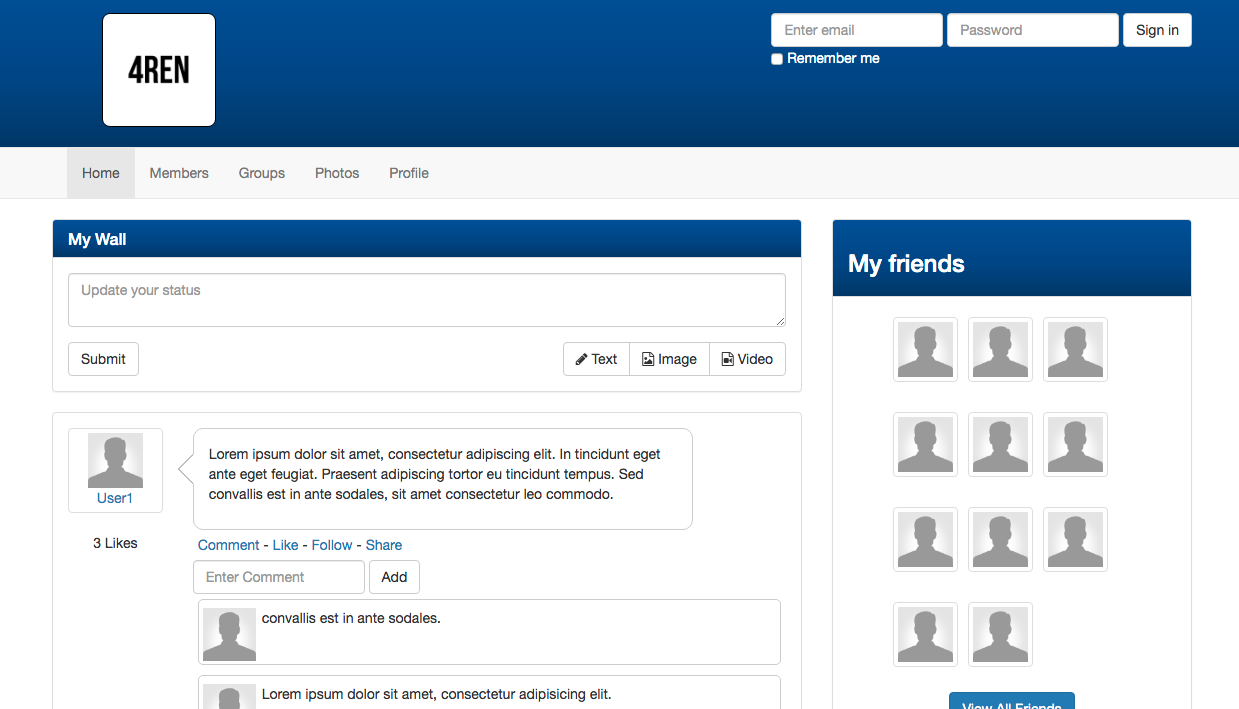 4REN
Enter email
Password
Sign in
Remember me
Home
Members
Groups
Photos
Profile
My Wall
Update your status
Submit
Text
Image
Video
My friends
User1
3 Likes
Lorem ipsum dolor sit amet, consectetur adipiscing elit. In tincidunt eget
ante eget feugiat. Praesent adipiscing tortor eu tincidunt tempus. Sed
convallis est in ante sodales, sit amet consectetur leo commodo.
Comment - Like - Follow - Share
Enter Comment
Add
convallis est in ante sodales.
Lorem ipsum dolor sit amet, consectetur adipisicing elit.
View All Friends